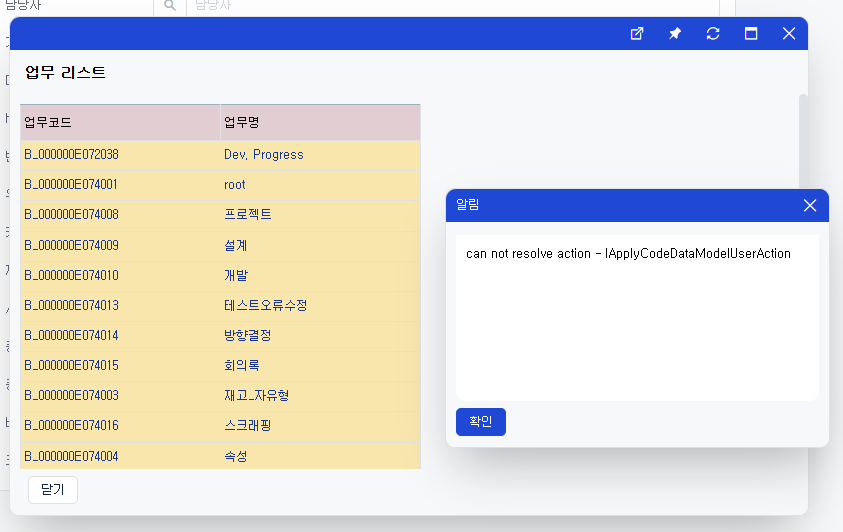 담당자
담당자
업무 리스트
업무코드 업무명
B_000000E072038 Dev. Progress
B_000000E074001 root
B_000000E074008 프로젝트
B_000000E074009 설계
B_000000E074010 개발
B_000000E074013 테스트오류수정
B_000000E074014 방향결정
B_000000E074015 회의록
B_000000E074003 재고_자유형
B_000000E074016 스크래핑
B_000000E074004 속성
닫기
알림
can not resolve action - IApplyCodeDataModelUserAction
확인